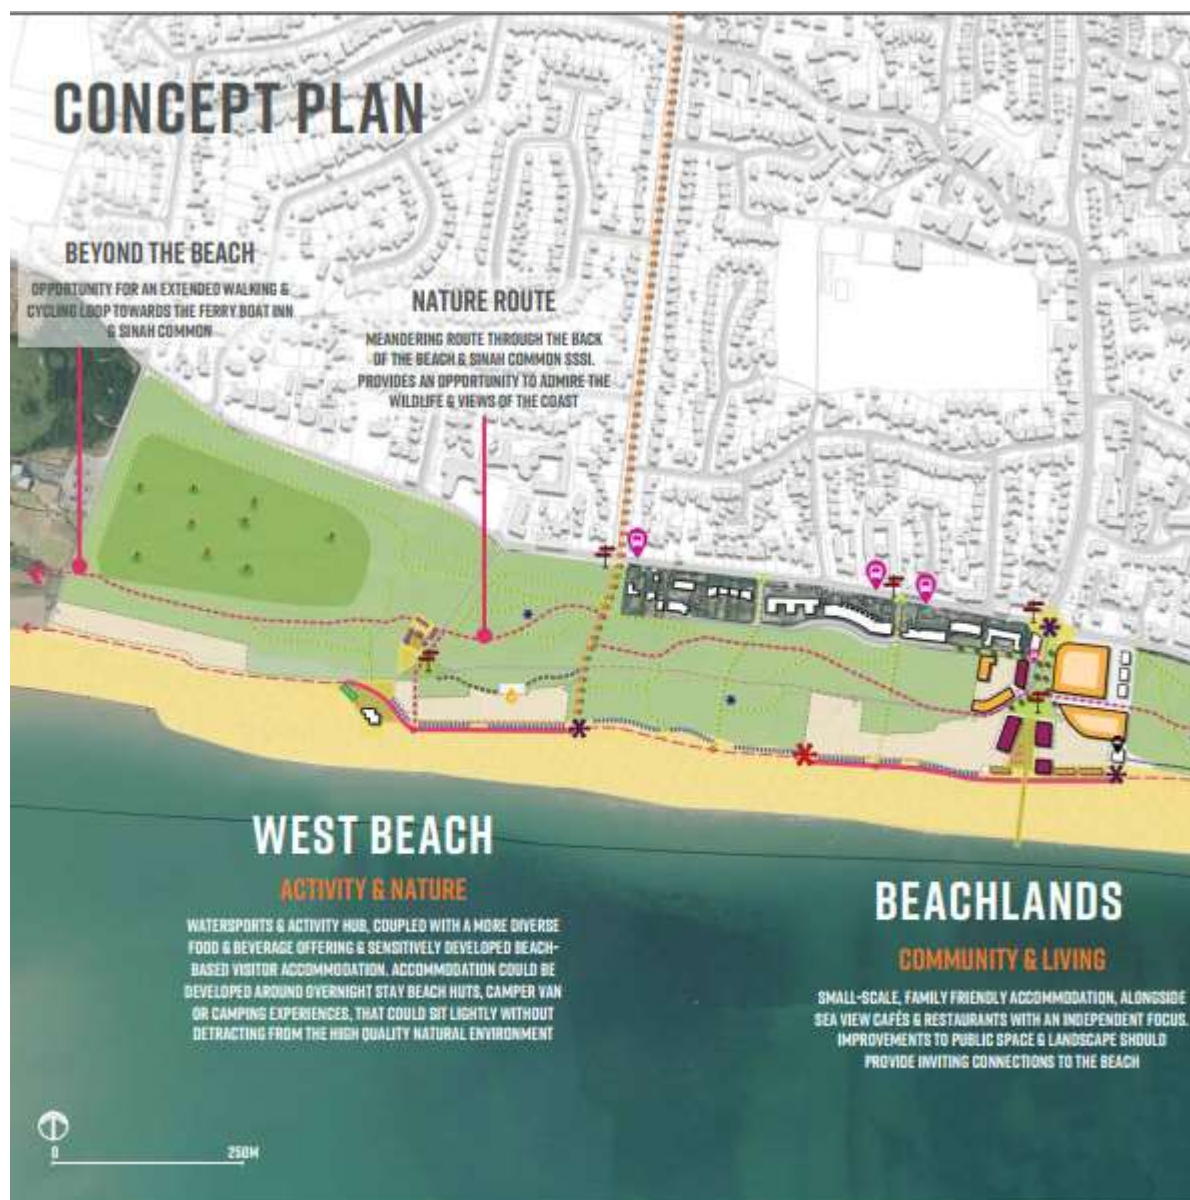 CONCEPT PLAN
BEYOND THE BEACH
OPPORTUNITY FOR AN EXTENDED WALKING &
CYCLING LOOP TOWARDS THE FERRY BOAT INN
& SINAH COMMON
NATURE ROUTE
MEANDERING ROUTE THROUGH THE BACK
OF THE BEACH & SINAH COMMON SSSI.
PROVIDES AN OPPORTUNITY TO ADMIRE THE
WILDLIFE & VIEWS OF THE COAST
WEST BEACH
ACTIVITY & NATURE
WATERSPORTS & ACTIVITY HUB, COUPLED WITH A MORE DIVERSE
FOOD & BEVERAGE OFFERING & SENSITIVELY DEVELOPED BEACH-
BASED VISITOR ACCOMMODATION. ACCOMMODATION COULD BE
DEVELOPED AROUND OVERNIGHT STAY BEACH HUTS, CAMPER VAN
OR CAMPING EXPERIENCES, THAT COULD SIT LIGHTLY WITHOUT
DETRACTING FROM THE HIGH QUALITY NATURAL ENVIRONMENT
BEACHLANDS
COMMUNITY & LIVING
SMALL-SCALE, FAMILY FRIENDLY ACCOMMODATION, ALONGSIDE
SEA VIEW CAFÉS & RESTAURANTS WITH AN INDEPENDENT FOCUS.
IMPROVEMENTS TO PUBLIC SPACE & LANDSCAPE SHOULD
PROVIDE INVITING CONNECTIONS TO THE BEACH
0 250M